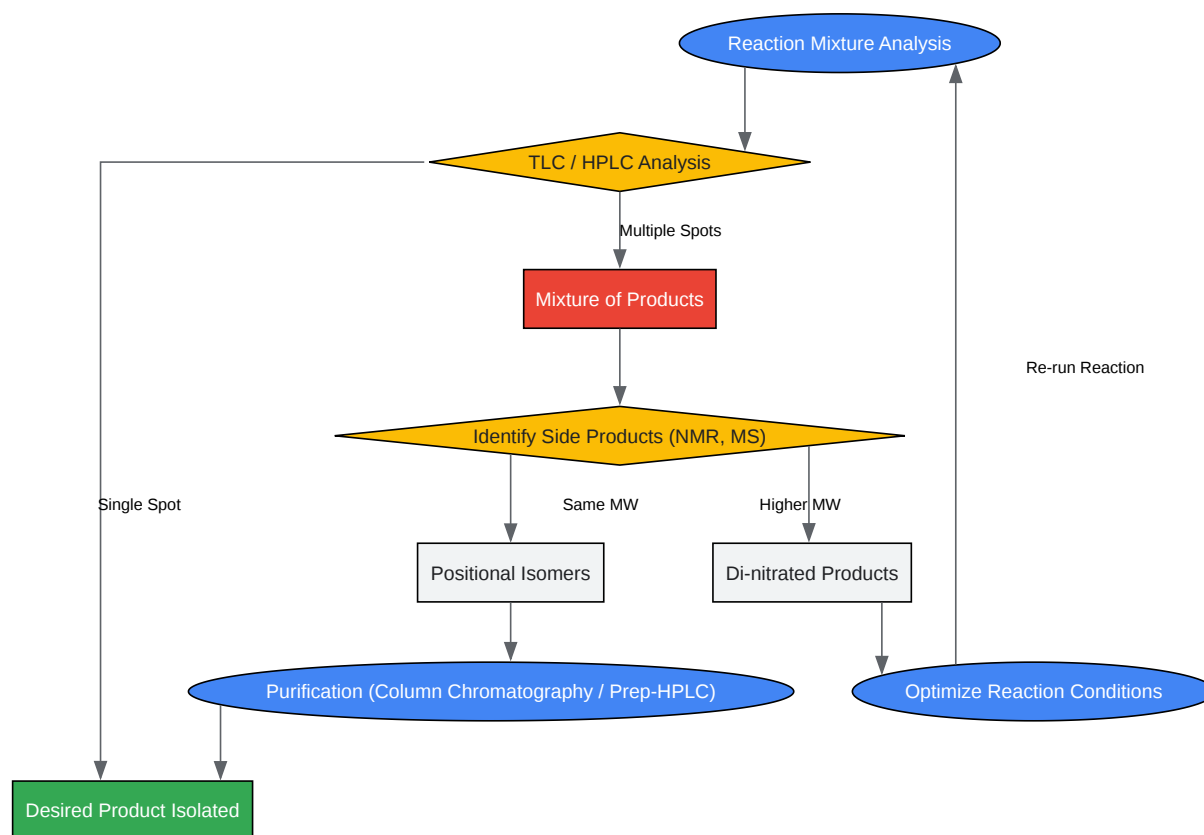 Reaction Mixture Analysis
TLC / HPLC Analysis
Multiple Spots
Mixture of Products
Re-run Reaction
Identify Side Products (NMR, MS)
Single Spot
Same MW
Higher MW
Positional Isomers
Di-nitrated Products
Purification (Column Chromatography / Prep-HPLC)
Optimize Reaction Conditions
Desired Product Isolated